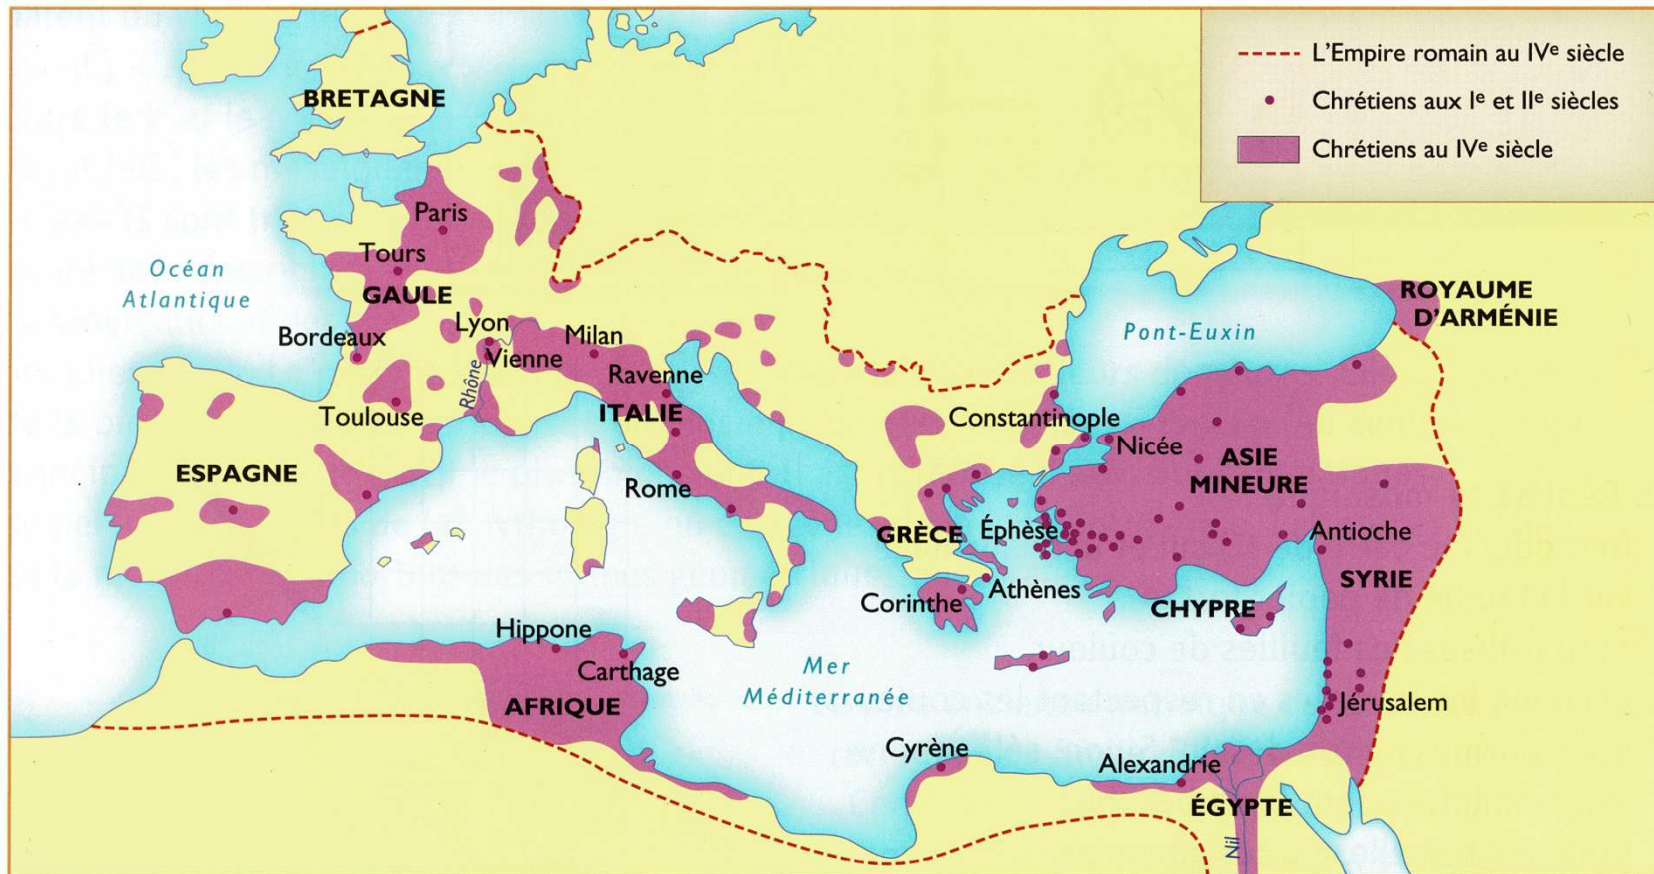 L'Empire romain au IVe siècle
Chrétiens aux Ie et IIe siècles
Chrétiens au IVe siècle
BRETAGNE
Paris
Tours
GAULE
Océan
Atlantique
Bordeaux
Lyon
Vienne
Rhône
Toulouse
Milan
Ravenne
ITALIE
Rome
ESPAGNE
Pont-Euxin
ROYAUME
D'ARMÉNIE
Constantinople
Nicée
ASIE
MINEURE
GRÈCE
Éphèse
Athènes
Corinthe
Antioche
SYRIE
CHYPRE
Hippone
Carthage
AFRIQUE
Mer
Méditerranée
Jérusalem
Cyrène
Alexandrie
ÉGYPTE
Nil